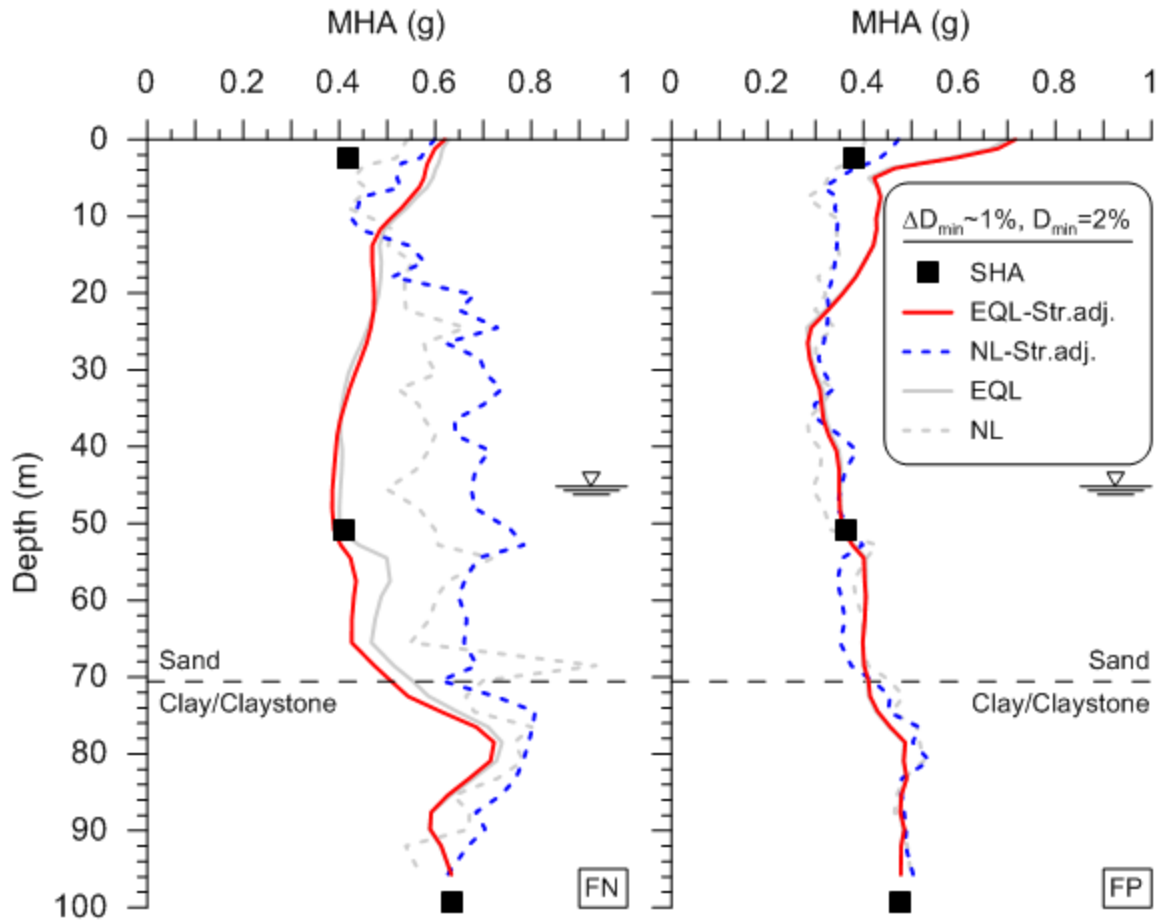 MHA (g)
MHA (g)
0 0.2 0.4 0.6 0.8 1
0 0.2 0.4 0.6 0.8 1
0
10
20
30
40
50
60
70
80
90
100
Depth (m)
ΔDmin~1%, Dmin=2%
SHA
EQL-Str.adj.
NL-Str.adj.
EQL
NL
Sand
Clay/Claystone
FN
Sand
Clay/Claystone
FP